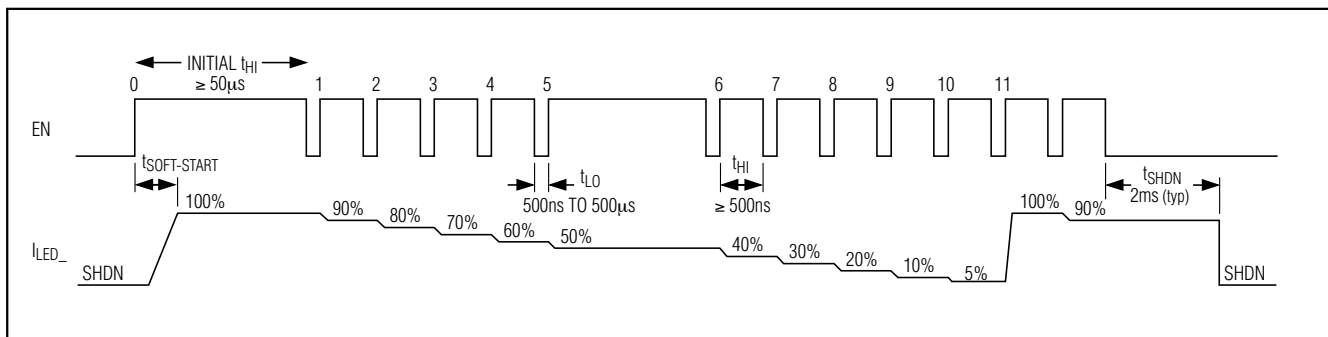 INITIAL tHI
≥ 50µs
0 1 2 3 4 5 6 7 8 9 10 11
EN
tSOFT-START
tLO
500ns TO 500µs
tHI
≥ 500ns
tSHDN
2ms (typ)
100% 90% 80% 70% 60% 50% 40% 30% 20% 10% 5% 100% 90%
ILED_
SHDN SHDN